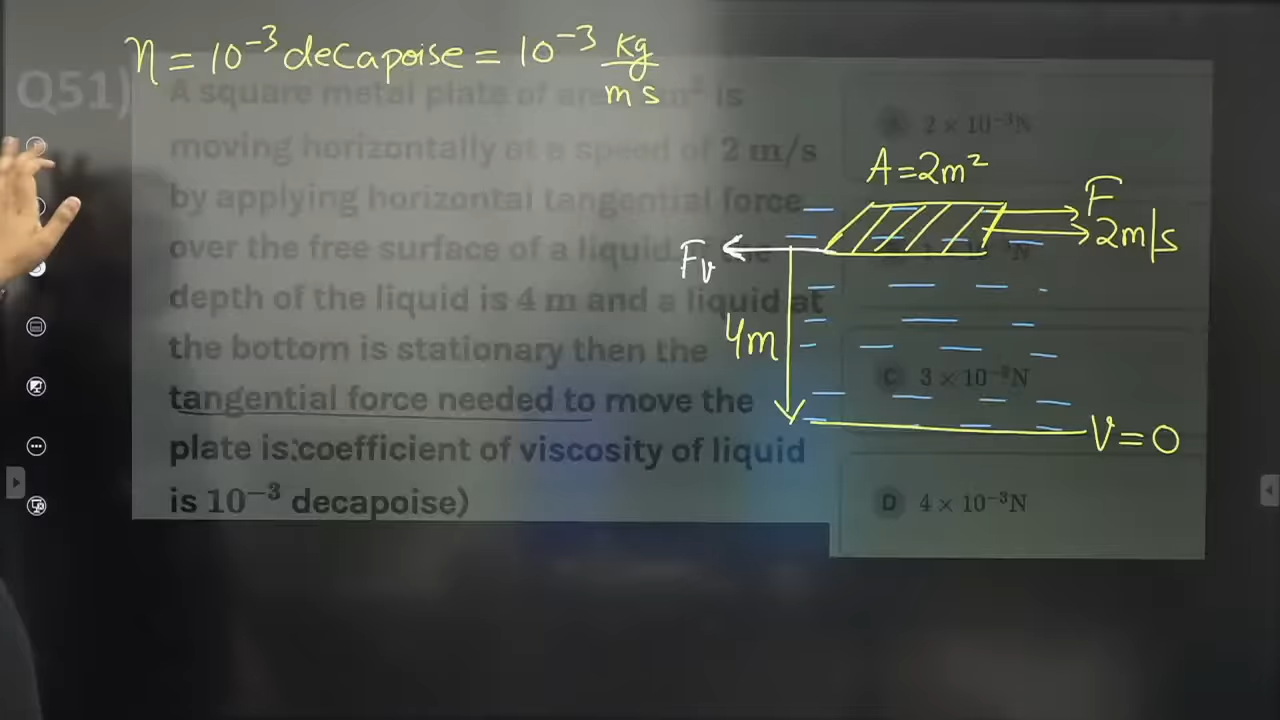 η = 10⁻³ decapoise = 10⁻³ kg/m s
Q51) A square metal plate of area m² is
moving horizontally at a speed of 2 m/s
by applying horizontal tangential force
over the free surface of a liquid.
depth of the liquid is 4 m and a liquid at
the bottom is stationary then the
tangential force needed to move the
plate is:coefficient of viscosity of liquid
is 10⁻³ decapoise)
2 × 10⁻³N
A=2m²
F
2m/s
Fv
4m
C 3 × 10⁻³N
V=0
D 4 × 10⁻³N